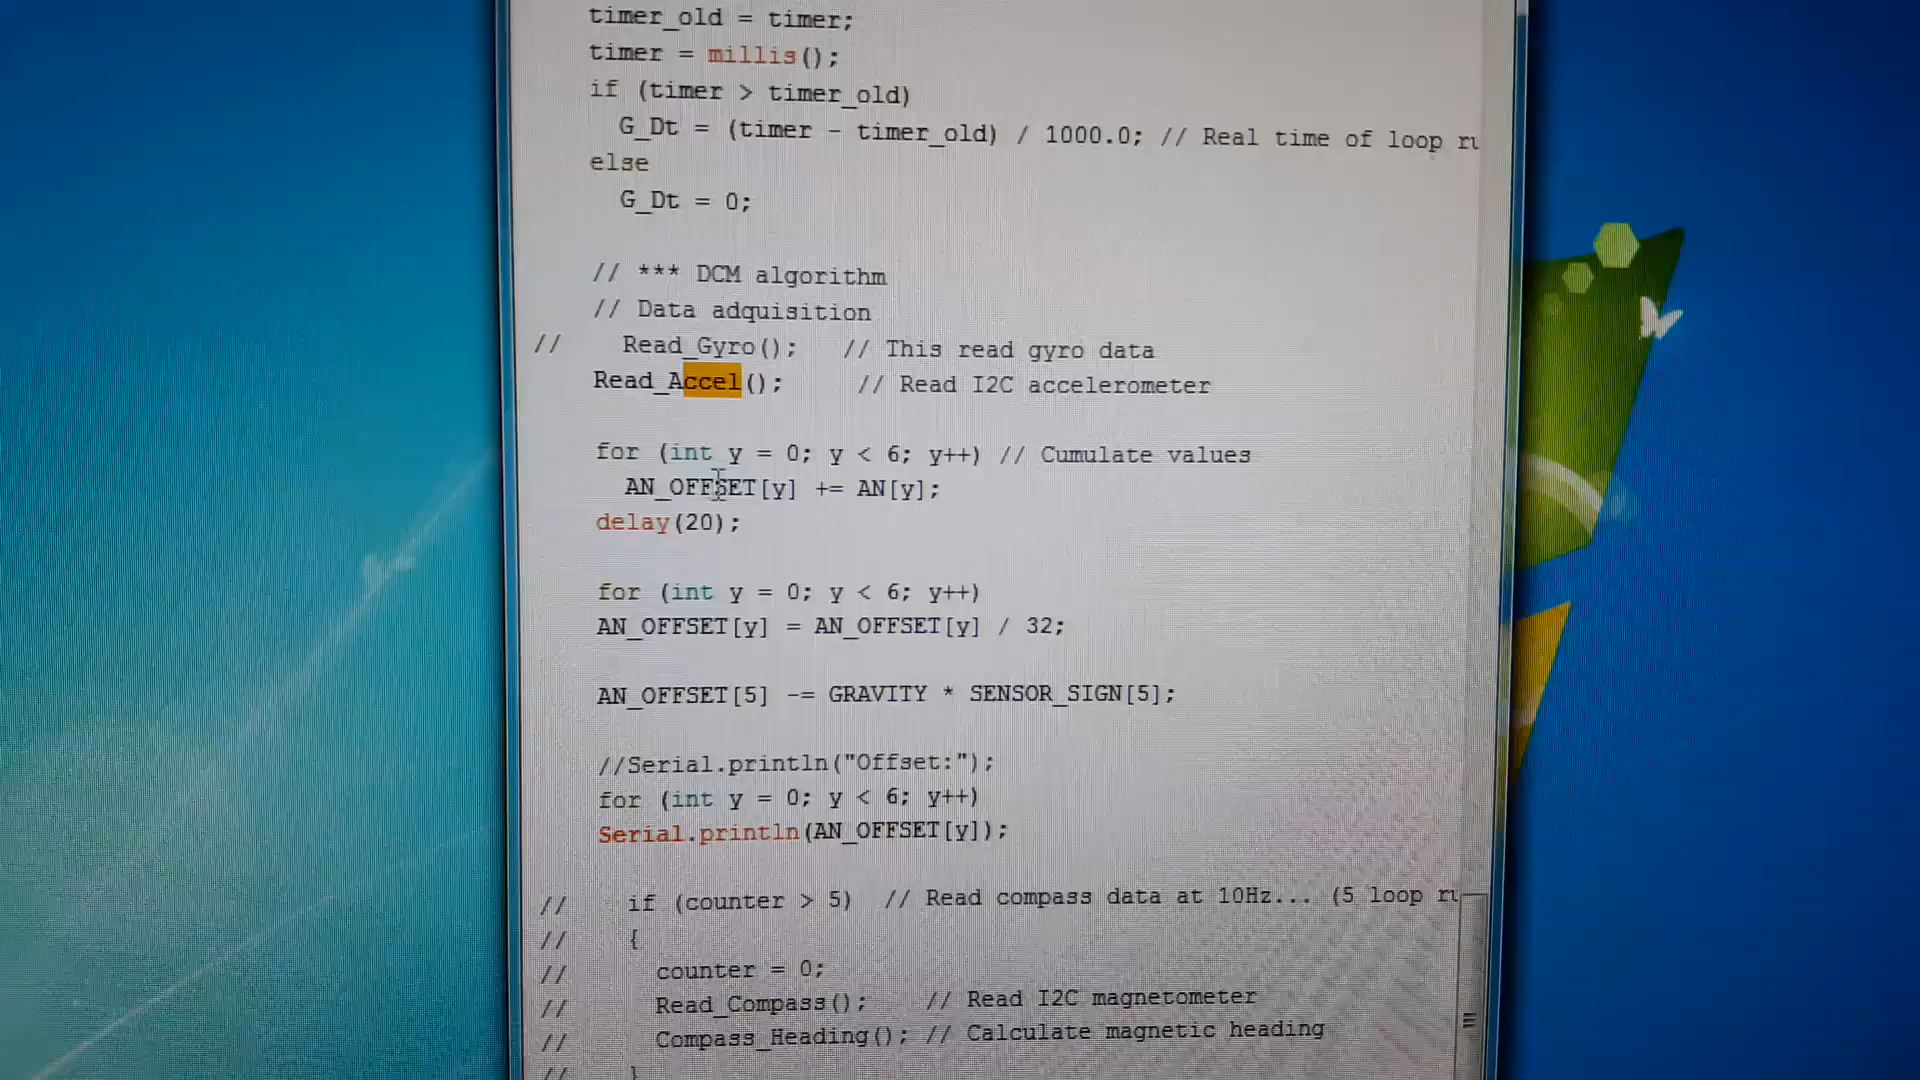 timer_old = timer;
timer = millis();
if (timer > timer_old)
G_Dt = (timer - timer_old) / 1000.0; // Real time of loop ru
else
G_Dt = 0;
// *** DCM algorithm
// Data adquisition
// Read_Gyro(); // This read gyro data
Read_Accel(); // Read I2C accelerometer
for (int y = 0; y < 6; y++) // Cumulate values
AN_OFFSET[y] += AN[y];
delay(20);
for (int y = 0; y < 6; y++)
AN_OFFSET[y] = AN_OFFSET[y] / 32;
AN_OFFSET[5] -= GRAVITY * SENSOR_SIGN[5];
//Serial.println("Offset:");
for (int y = 0; y < 6; y++)
Serial.println(AN_OFFSET[y]);
// if (counter > 5) // Read compass data at 10Hz... (5 loop ru
// {
// counter = 0;
// Read_Compass(); // Read I2C magnetometer
// Compass_Heading(); // Calculate magnetic heading
// }